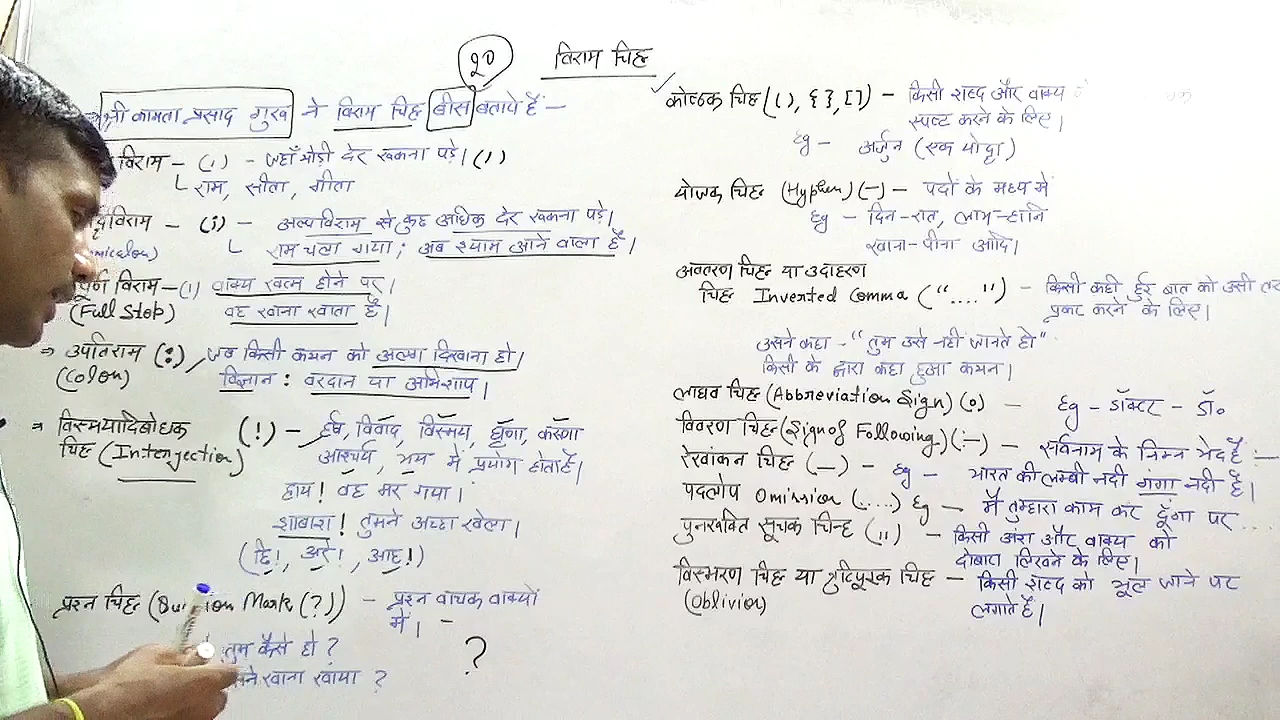 20 विराम चिह्न
श्री कामता प्रसाद गुरु ने विराम चिह्न बीस बताये हैं —
विराम – (,) – जहाँ थोड़ी देर रुकना पड़े। (,)
राम, सीता, गीता
विराम – (;) – अल्पविराम से कुछ अधिक देर रुकना पड़े।
राम चला गया ; अब श्याम आने वाला है।
पूर्ण विराम – (।) वाक्य खत्म होने पर।
(Full Stop) वह खाना खाता है।
⇒ उपविराम (:) जब किसी कथन को अलग दिखाना हो।
(Colon) विज्ञान : वरदान या अभिशाप।
⇒ विस्मयादिबोधक (!) – हर्ष, विवाद, विस्मय, घृणा, करुणा
चिह्न (Interjection) आश्चर्य, भय में प्रयोग होता है।
हाय! वह मर गया।
शाबाश! तुमने अच्छा खेला।
(छि!, अरे!, आह!)
प्रश्न चिह्न Mark (?)) – प्रश्न वाचक वाक्यों
में। –
तुम कैसे हो ?
ने खाना खाया ?
?
✓ कोष्ठक चिह्न ( ( ), { }, [ ] ) – किसी शब्द और वाक्य
स्पष्ट करने के लिए।
Eg – अर्जुन (एक योद्धा)
योजक चिह्न (Hyphen) (–) – पदों के मध्य में
Eg – दिन-रात, लाभ-हानि
खाना-पीना आदि।
अवतरण चिह्न या उदाहरण
चिह्न Inverted Comma ("....") – किसी कही हुई बात को उसी
प्रकट करने के लिए।
उसने कहा – "तुम उसे नहीं जानते हो"
किसी के द्वारा कहा हुआ कथन।
लाघव चिह्न (Abbreviation Sign) (०) – Eg – डॉक्टर – डॉ०
विवरण चिह्न (Sign of Following) (:–) – सर्वनाम के निम्न भेद हैं :—
रेखांकन चिह्न (__) – Eg – भारत की लम्बी नदी गंगा नदी है।
पदलोप Omission (.....) Eg – मैं तुम्हारा काम कर दूंगा पर ....
पुनरुक्ति सूचक चिन्ह (,,) – किसी अंश और वाक्य को
दोबारा लिखने के लिए।
विस्मरण चिह्न या त्रुटिपूरक चिह्न – किसी शब्द को भूल जाने पर
(Oblivion) लगाते हैं।